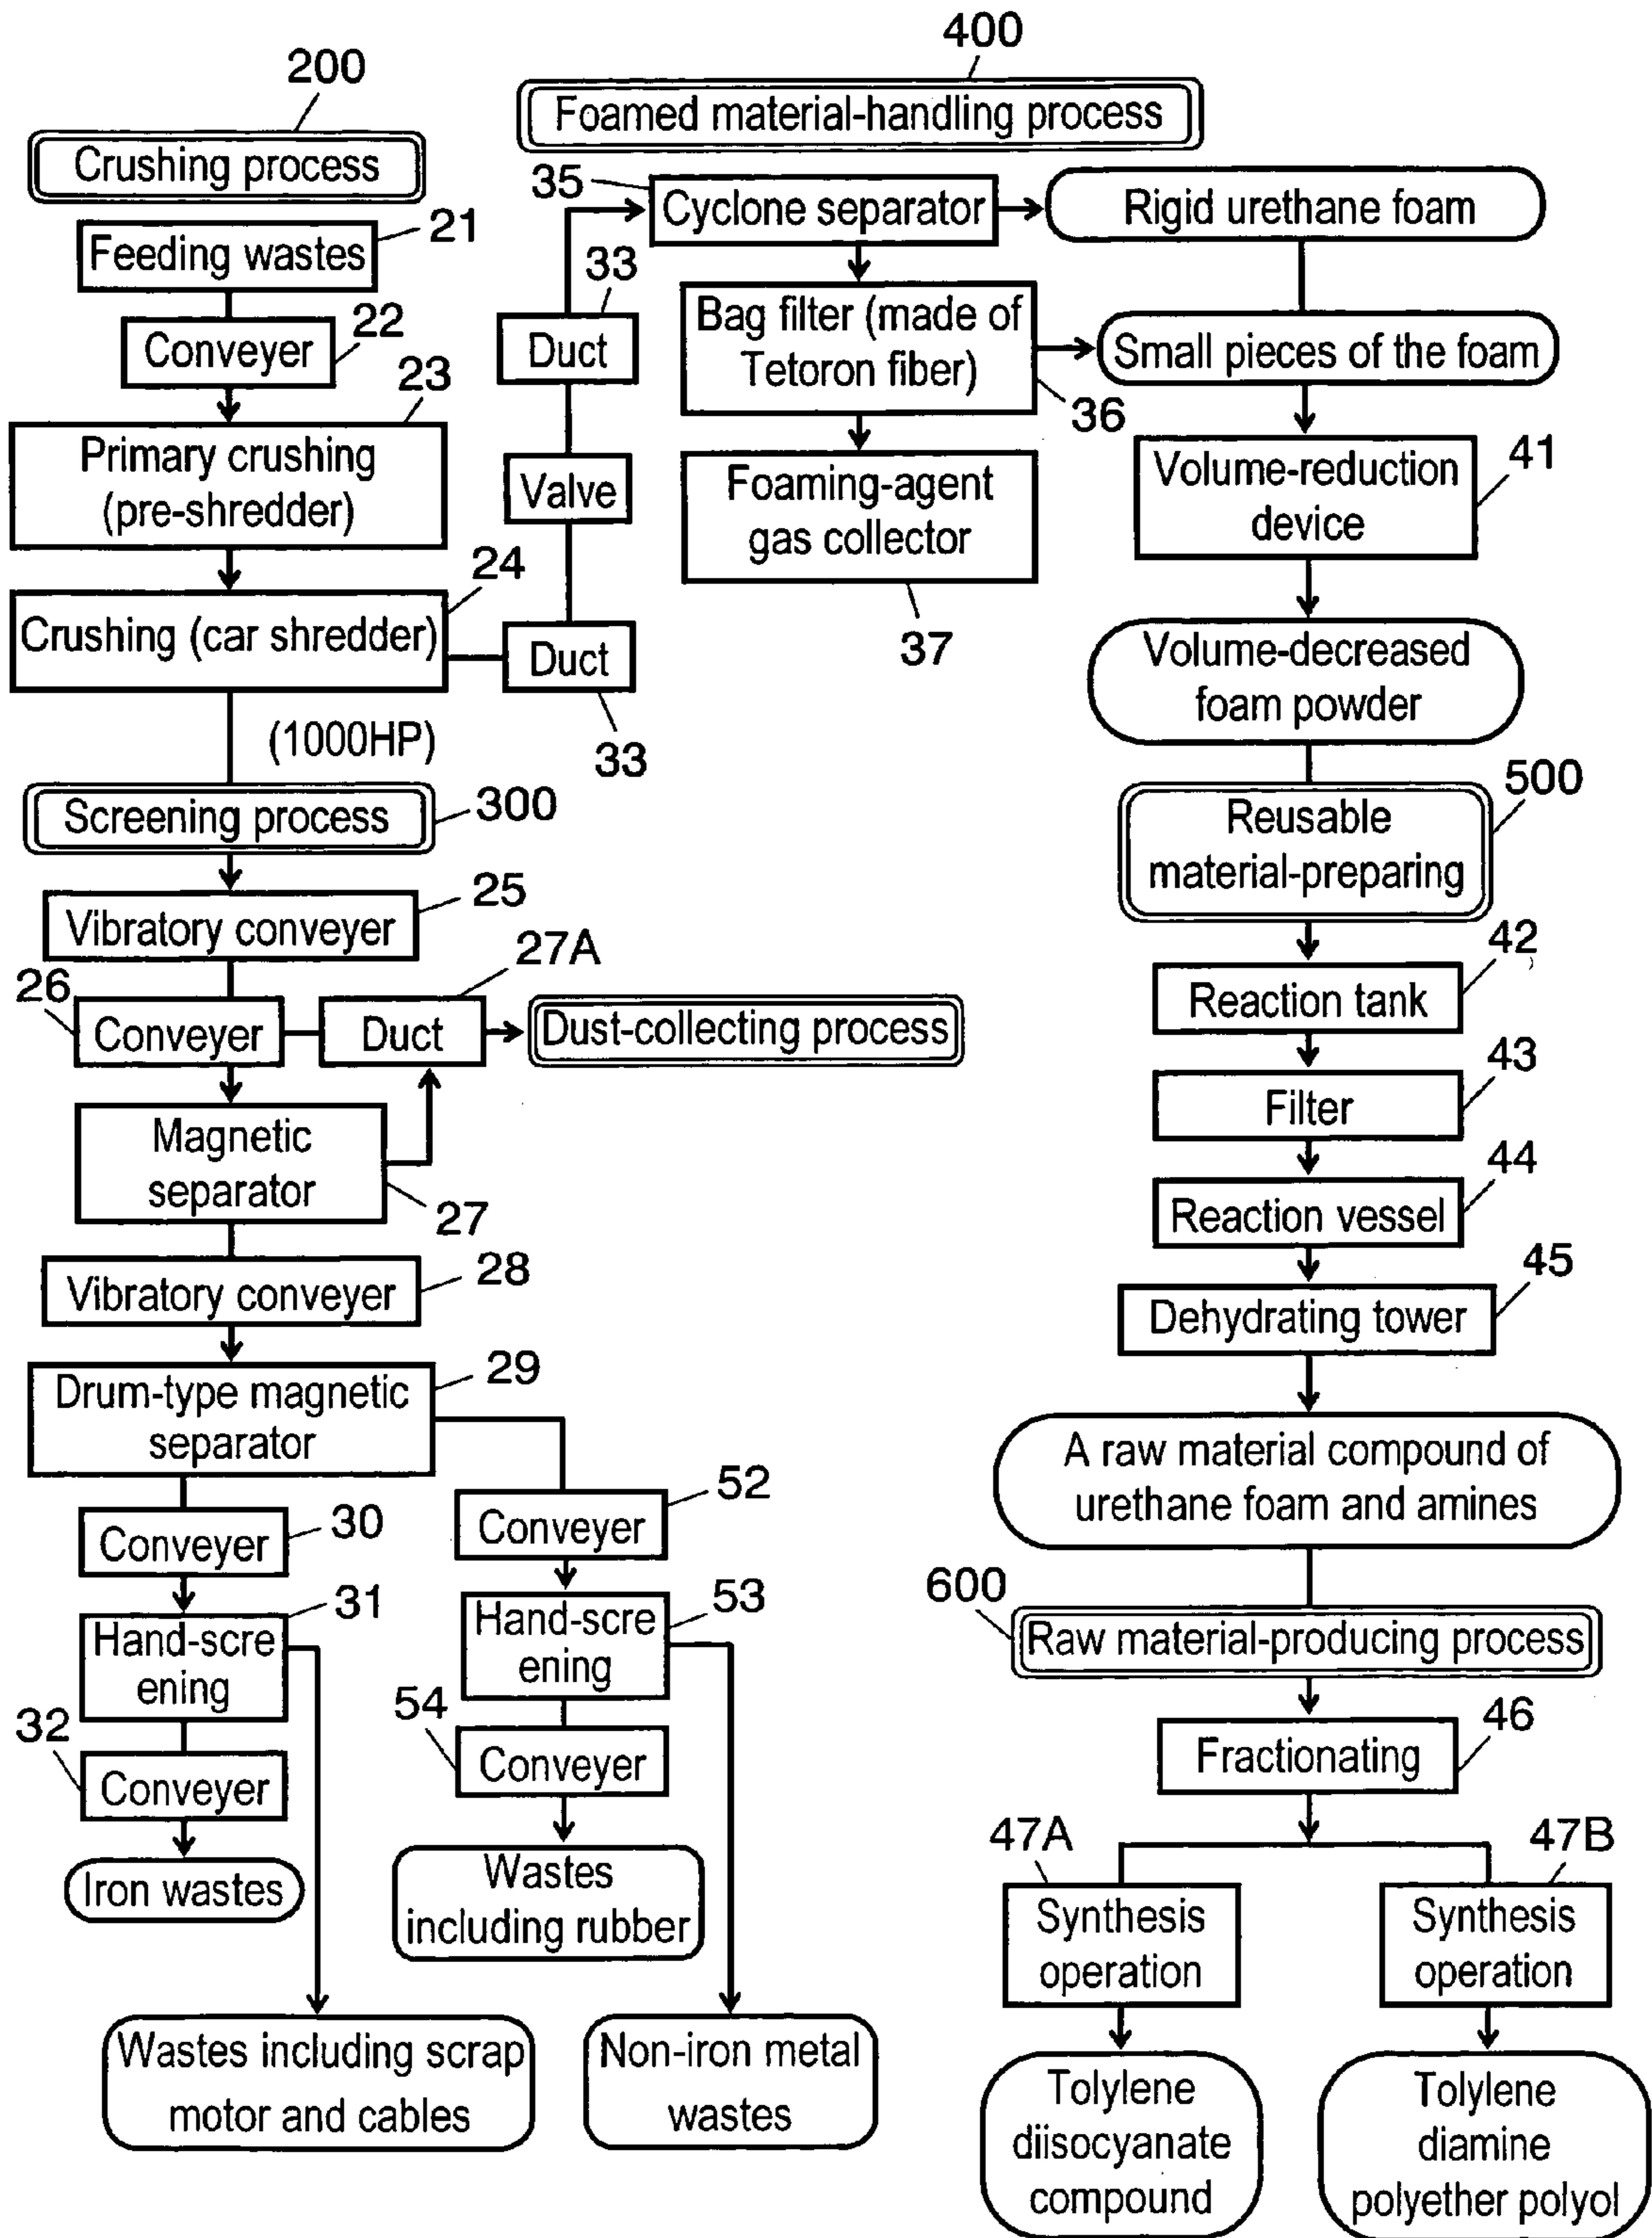 200
Crushing process
Feeding wastes
21
Conveyer
22
23
Primary crushing
(pre-shredder)
24
Crushing (car shredder)
(1000HP)
Screening process
300
Vibratory conveyer
25
27A
26
Conveyer
Duct
Dust-collecting process
Magnetic
separator
27
Vibratory conveyer
28
Drum-type magnetic
separator
29
Conveyer
30
Hand-scre
ening
31
32
Conveyer
Iron wastes
Wastes including scrap
motor and cables
Conveyer
52
Hand-scre
ening
53
54
Conveyer
Wastes
including rubber
Non-iron metal
wastes
400
Foamed material-handling process
33
Duct
Valve
Duct
33
35
Cyclone separator
Rigid urethane foam
Bag filter (made of
Tetoron fiber)
36
Small pieces of the foam
Foaming-agent
gas collector
37
Volume-reduction
device
41
Volume-decreased
foam powder
500
Reusable
material-preparing
42
Reaction tank
43
Filter
44
Reaction vessel
45
Dehydrating tower
A raw material compound of
urethane foam and amines
600
Raw material-producing process
46
Fractionating
47A
47B
Synthesis
operation
Synthesis
operation
Tolylene
diisocyanate
compound
Tolylene
diamine
polyether polyol